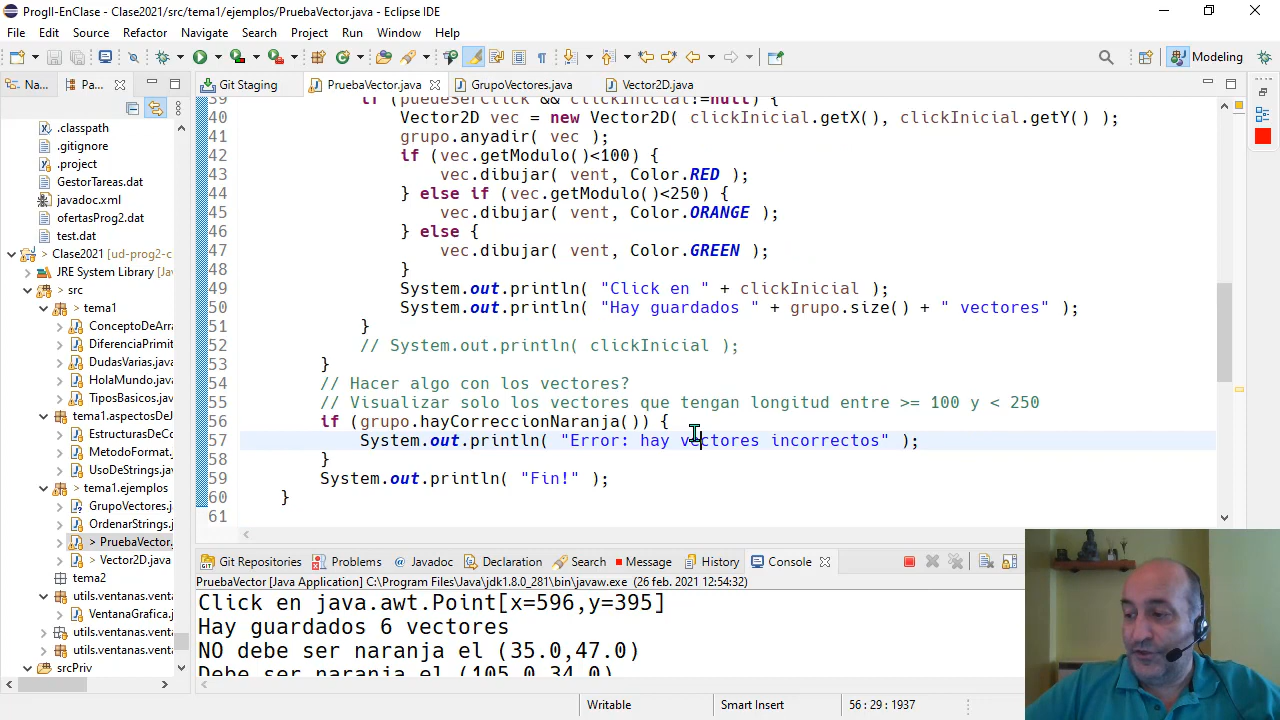 ProgII-EnClase - Clase2021/src/tema1/ejemplos/PruebaVector.java - Eclipse IDE
File Edit Source Refactor Navigate Search Project Run Window Help
Modeling
Na... Pa... Git Staging PruebaVector.java GrupoVectores.java Vector2D.java
.classpath
.gitignore
.project
GestorTareas.dat
javadoc.xml
ofertasProg2.dat
test.dat
Clase2021 [ud-prog2-c
JRE System Library [Jav
src
tema1
ConceptoDeArra
DiferenciaPrimit
DudasVarias.java
HolaMundo.java
TiposBasicos.java
tema1.aspectosDeJ
EstructurasDeCo
MetodoFormat.j
UsoDeStrings.jav
tema1.ejemplos
GrupoVectores.j
OrdenarStrings.j
> PruebaVector.
> Vector2D.java
tema2
utils.ventanas.vent
VentanaGrafica.j
utils.ventanas.vent
utils.ventanas.vent
srcPriv
39 if (puedeSerClick && clickInicial!=null) {
40 Vector2D vec = new Vector2D( clickInicial.getX(), clickInicial.getY() );
41 grupo.anyadir( vec );
42 if (vec.getModulo()<100) {
43 vec.dibujar( vent, Color.RED );
44 } else if (vec.getModulo()<250) {
45 vec.dibujar( vent, Color.ORANGE );
46 } else {
47 vec.dibujar( vent, Color.GREEN );
48 }
49 System.out.println( "Click en " + clickInicial );
50 System.out.println( "Hay guardados " + grupo.size() + " vectores" );
51 }
52 // System.out.println( clickInicial );
53 }
54 // Hacer algo con los vectores?
55 // Visualizar solo los vectores que tengan longitud entre >= 100 y < 250
56 if (grupo.hayCorreccionNaranja()) {
57 System.out.println( "Error: hay vectores incorrectos" );
58 }
59 System.out.println( "Fin!" );
60 }
61
Git Repositories Problems @ Javadoc Declaration Search Message History Console
PruebaVector [Java Application] C:\Program Files\Java\jdk1.8.0_281\bin\javaw.exe (26 feb. 2021 12:54:32)
Click en java.awt.Point[x=596,y=395]
Hay guardados 6 vectores
NO debe ser naranja el (35.0,47.0)
Debe ser naranja el (105.0,34.0)
Writable Smart Insert 56 : 29 : 1937